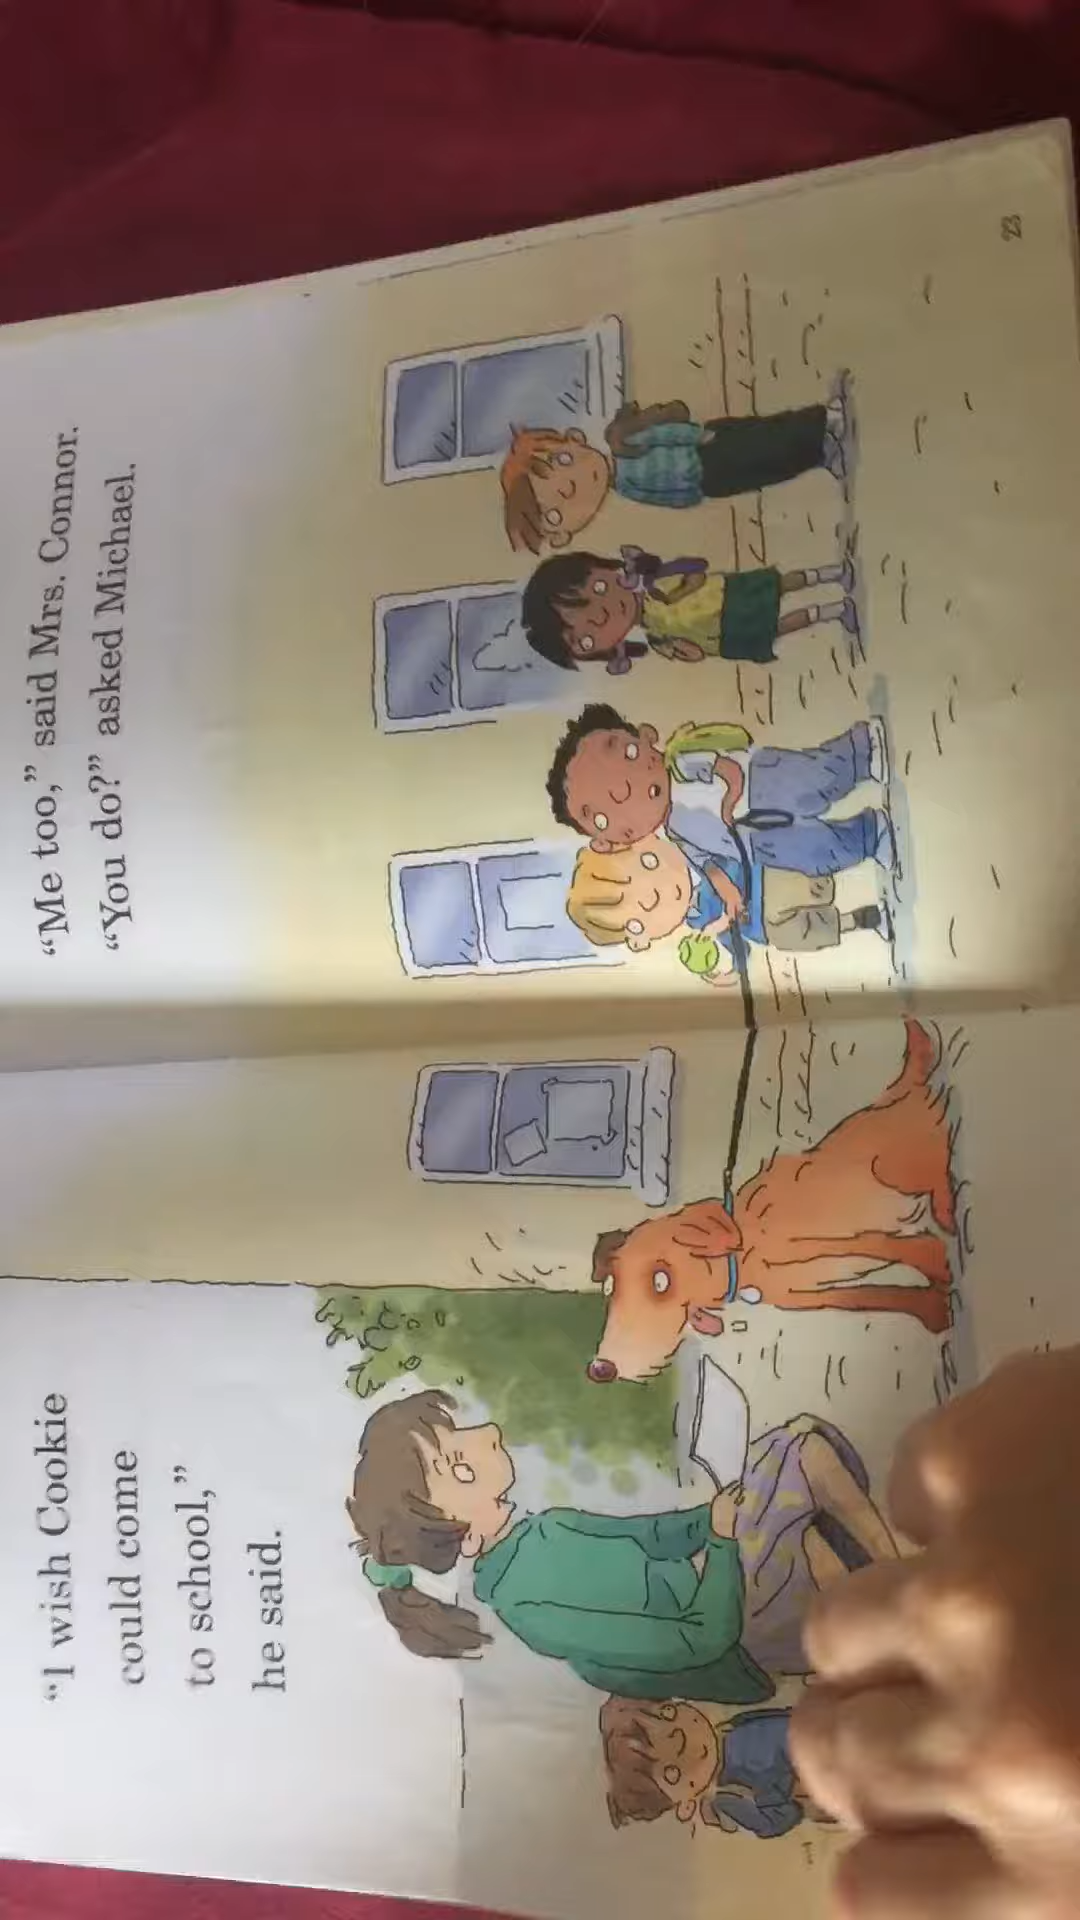 “I wish Cookie
could come
to school,”
he said.
“Me too,” said Mrs. Connor.
“You do?” asked Michael.
23